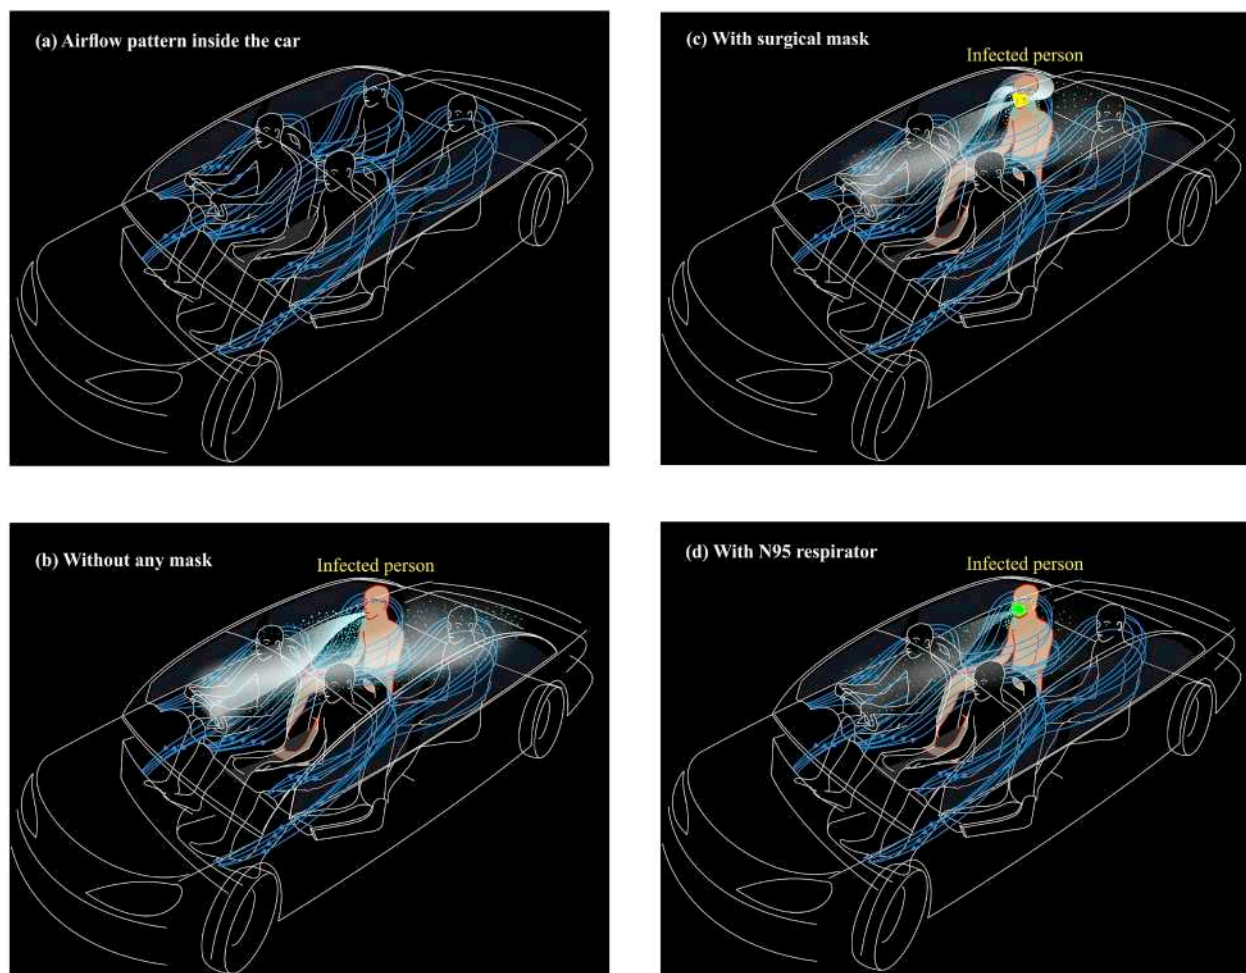 (a) Airflow pattern inside the car
(c) With surgical mask
Infected person
(b) Without any mask
Infected person
(d) With N95 respirator
Infected person